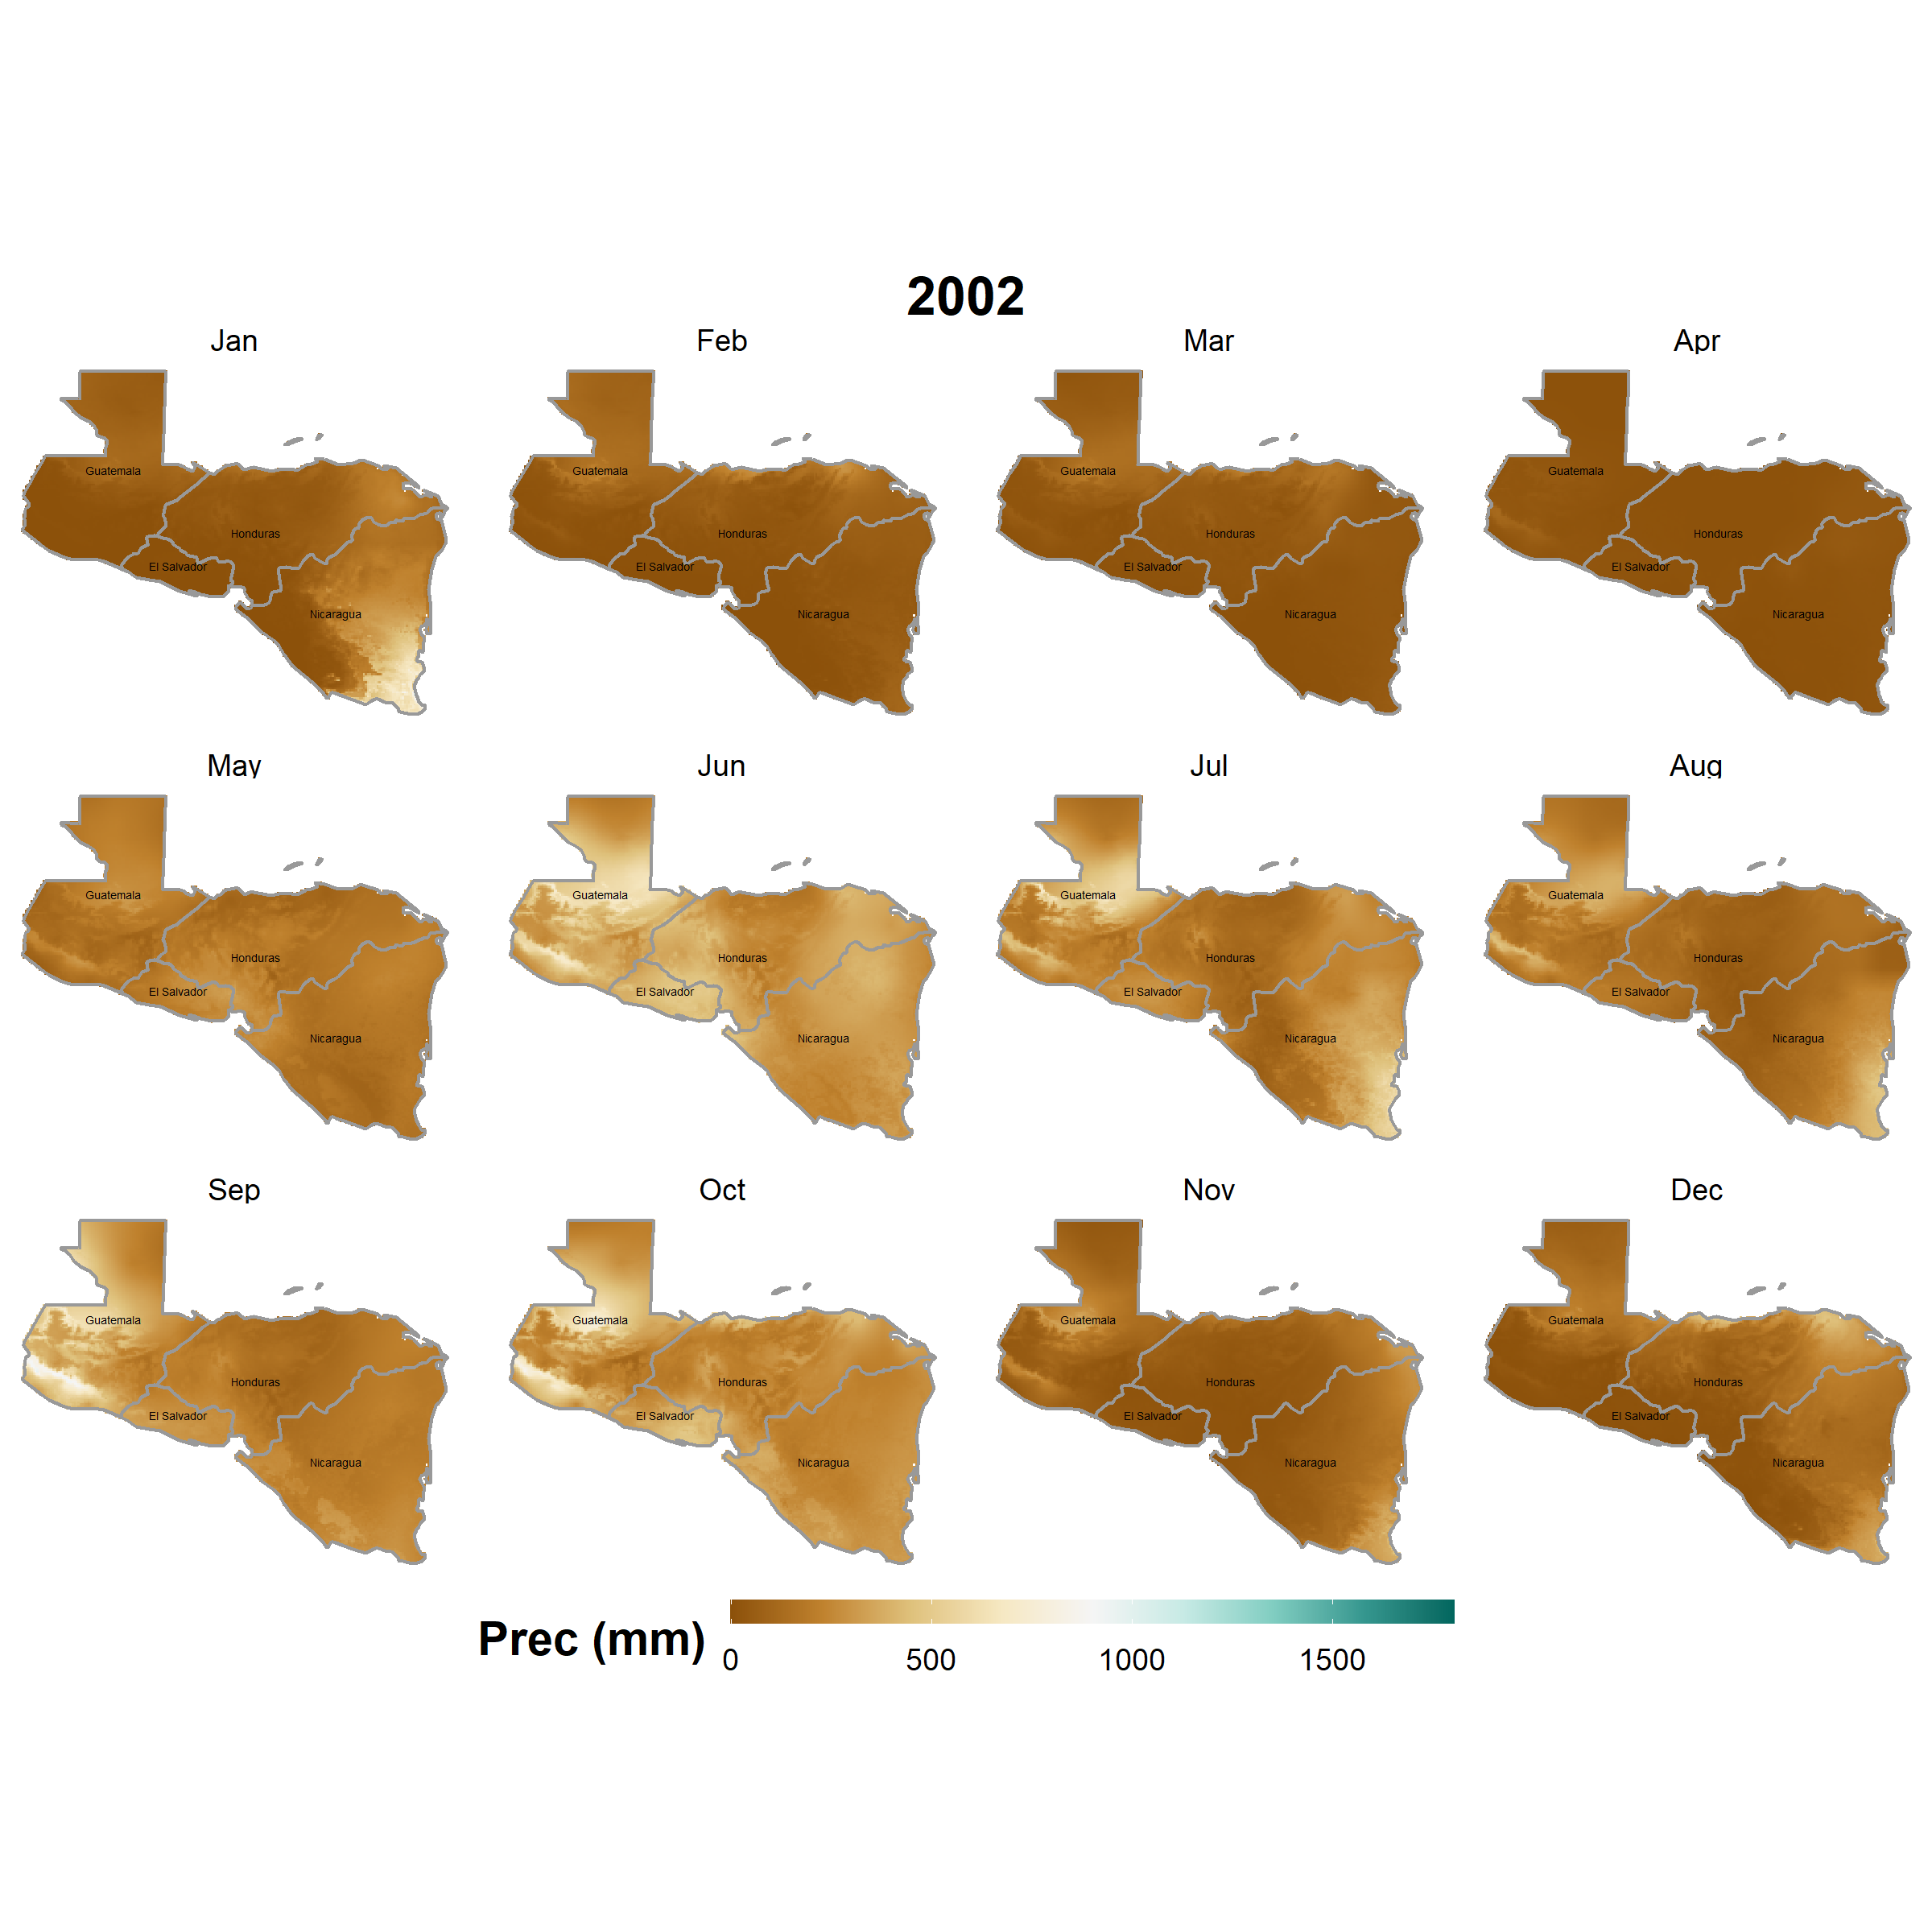 2002
Jan Feb Mar Apr
Guatemala Guatemala Guatemala Guatemala
Honduras Honduras Honduras Honduras
El Salvador El Salvador El Salvador El Salvador
Nicaragua Nicaragua Nicaragua Nicaragua
May Jun Jul Aug
Guatemala Guatemala Guatemala Guatemala
Honduras Honduras Honduras Honduras
El Salvador El Salvador El Salvador El Salvador
Nicaragua Nicaragua Nicaragua Nicaragua
Sep Oct Nov Dec
Guatemala Guatemala Guatemala Guatemala
Honduras Honduras Honduras Honduras
El Salvador El Salvador El Salvador El Salvador
Nicaragua Nicaragua Nicaragua Nicaragua
Prec (mm)
0 500 1000 1500